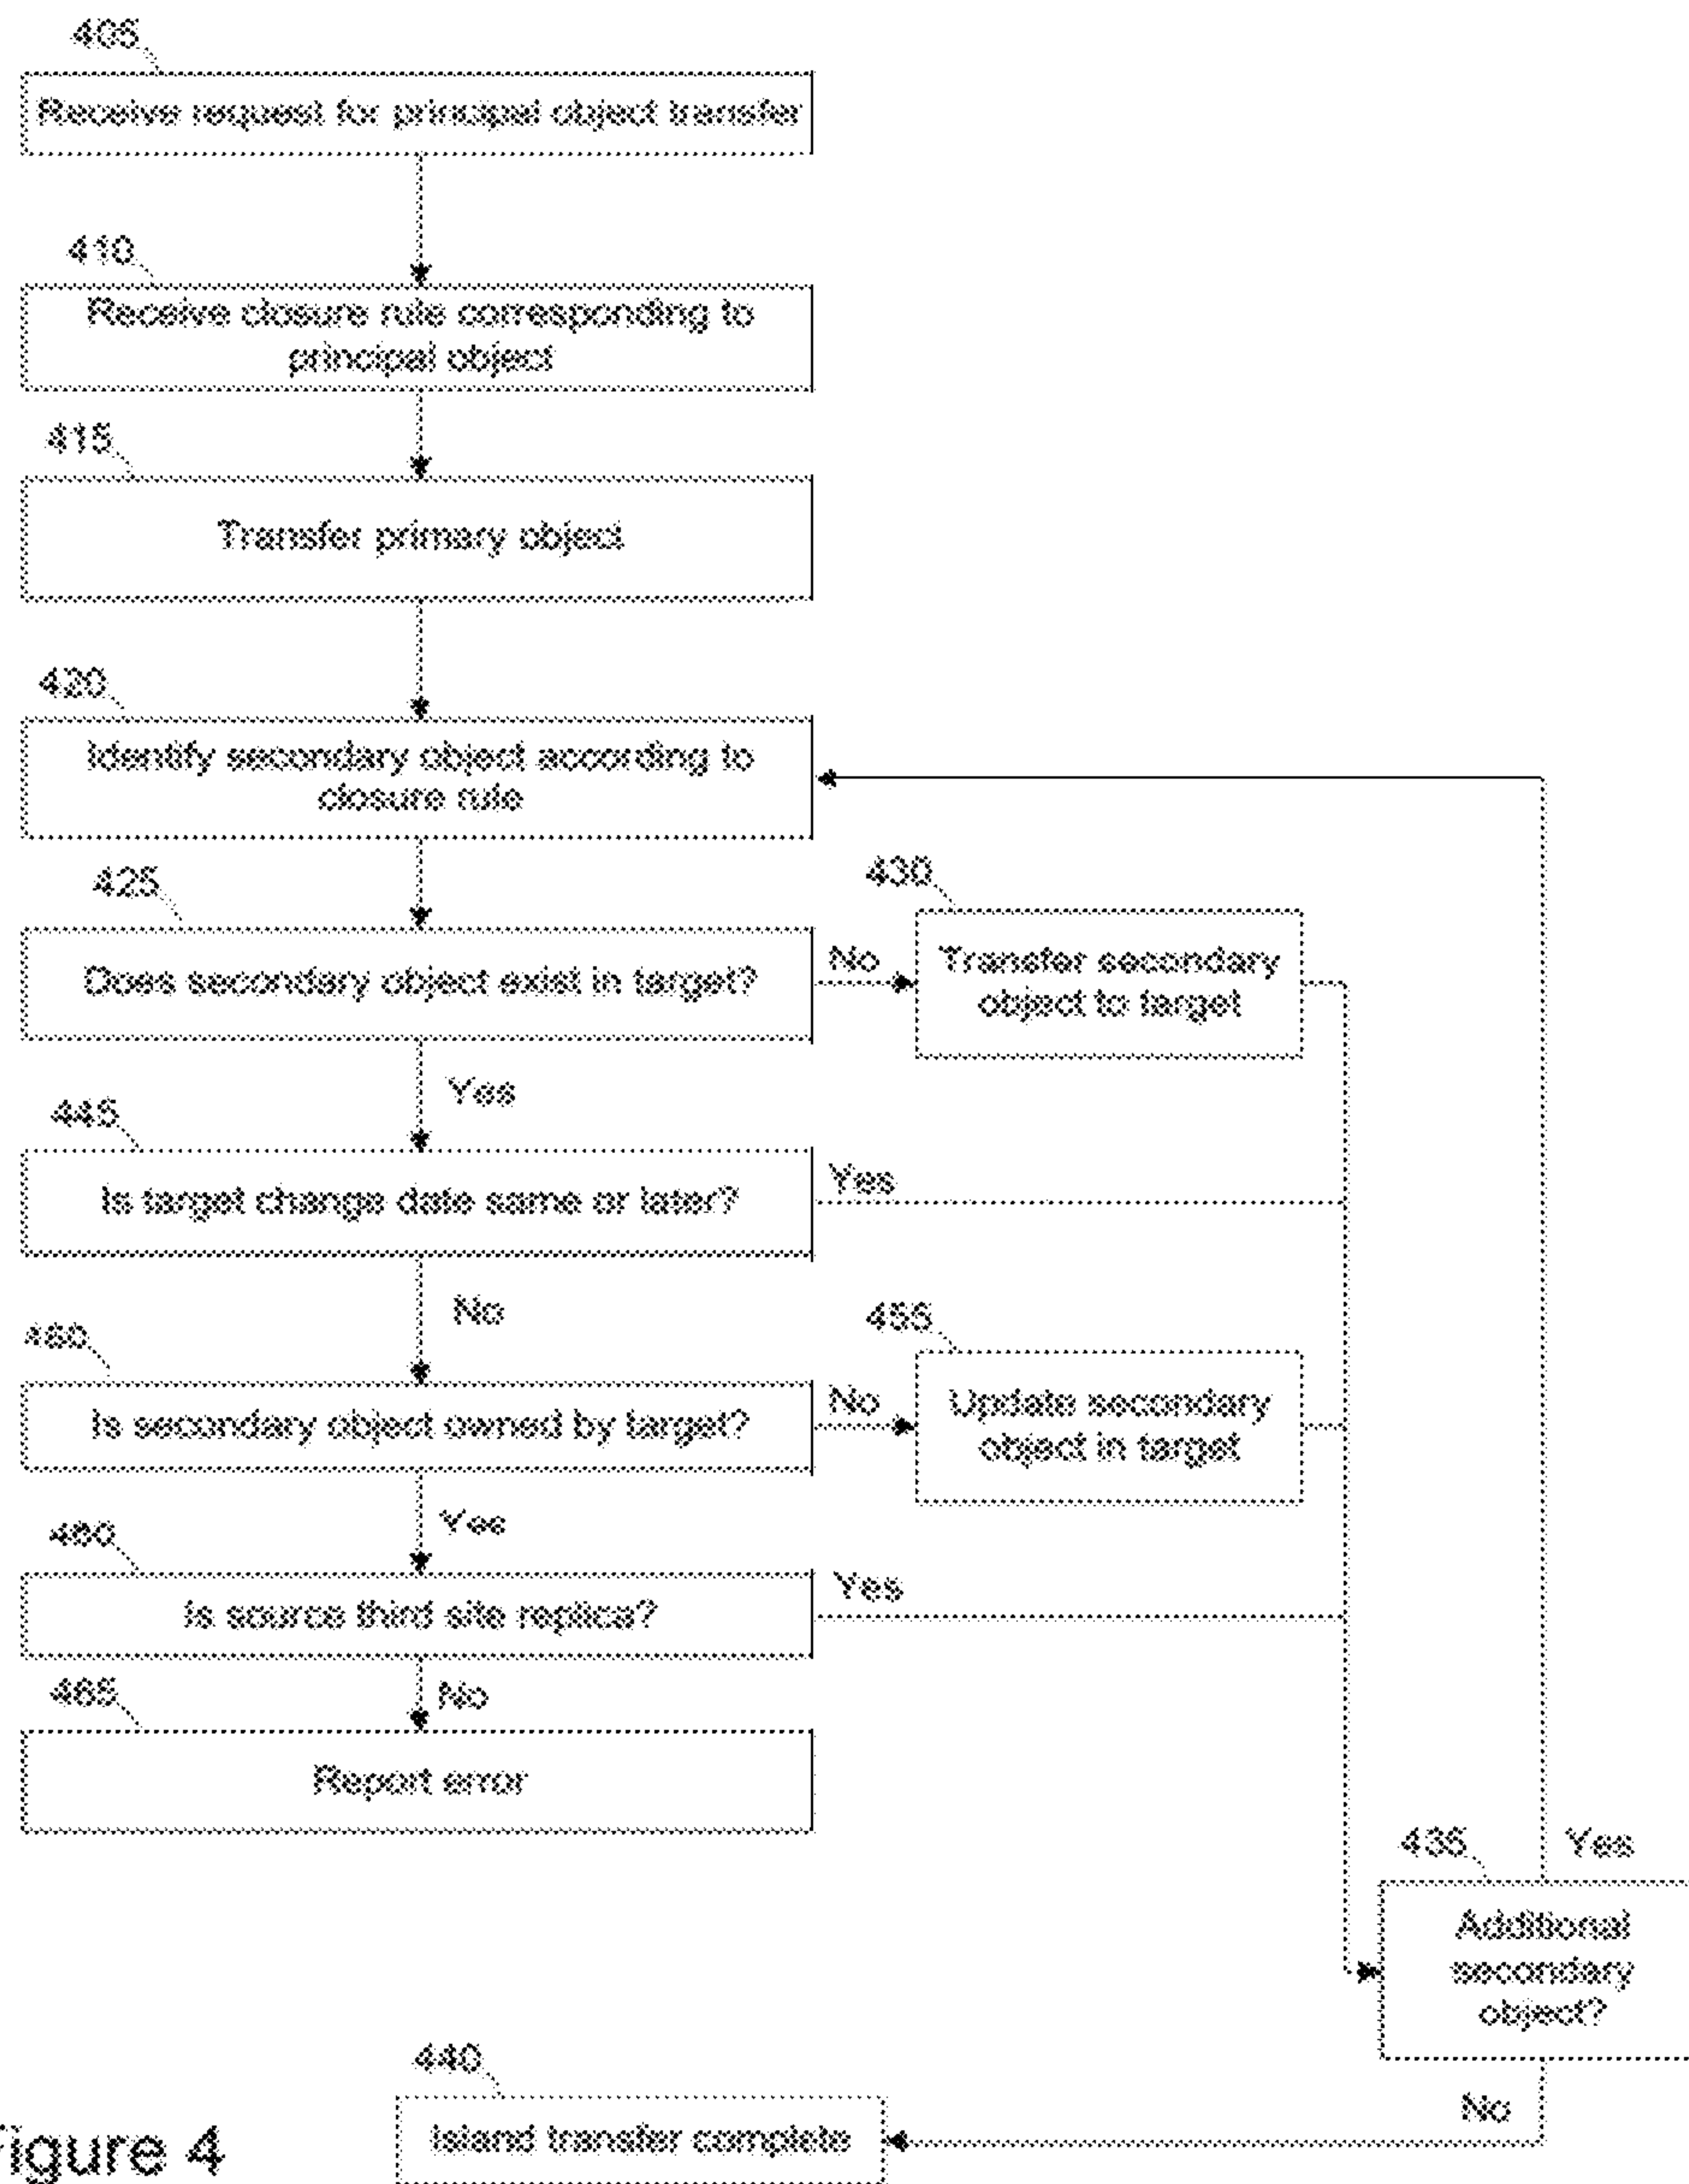 405
Receive request for principal object transfer
410
Receive closure rule corresponding to
principal object
415
Transfer primary object
420
Identify secondary object according to
closure rule
425
Does secondary object exist in target?
No
430
Transfer secondary
object to target
Yes
445
Is target change date same or later?
Yes
No
Is secondary object owned by target?
No
455
Update secondary
object in target
Yes
460
Is source third site replica?
Yes
No
465
Report error
435
Yes
Additional
secondary
object?
No
440
Island transfer complete
igure 4